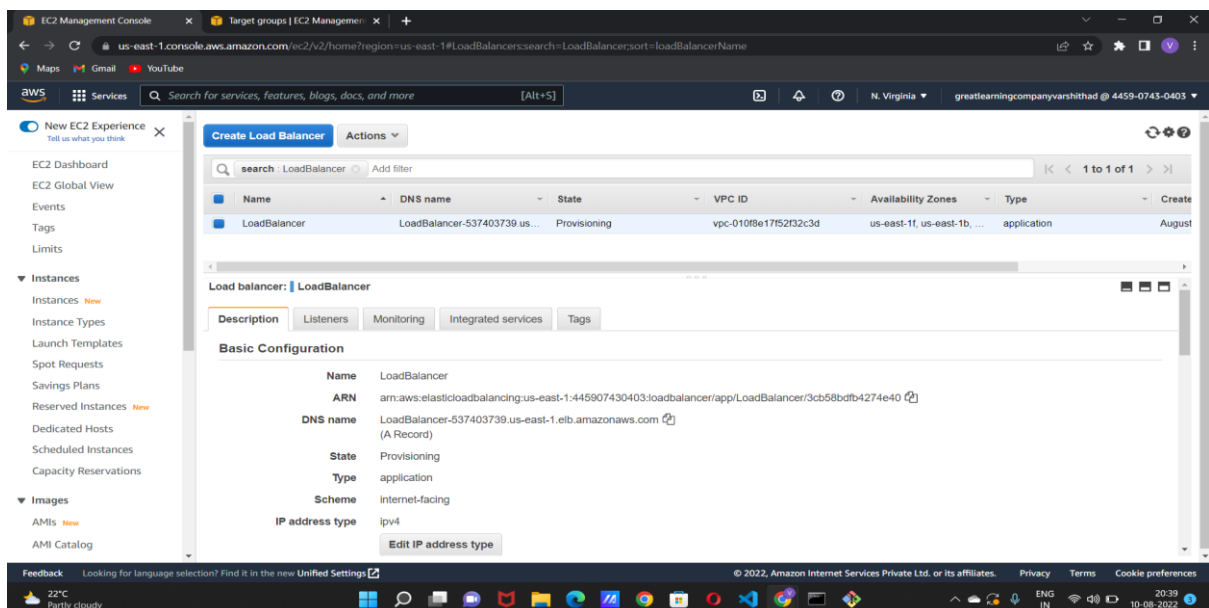 EC2 Management Console
Target groups | EC2 Managemen
us-east-1.console.aws.amazon.com/ec2/v2/home?region=us-east-1#LoadBalancers:search=LoadBalancer;sort=loadBalancerName
Maps Gmail YouTube
aws Services Search for services, features, blogs, docs, and more [Alt+S] N. Virginia greatlearningcompanyvarshithad @ 4459-0743-0403
New EC2 Experience
Tell us what you think
EC2 Dashboard
EC2 Global View
Events
Tags
Limits
Instances
Instances New
Instance Types
Launch Templates
Spot Requests
Savings Plans
Reserved Instances New
Dedicated Hosts
Scheduled Instances
Capacity Reservations
Images
AMIs New
AMI Catalog
Create Load Balancer Actions
search : LoadBalancer Add filter 1 to 1 of 1
Name DNS name State VPC ID Availability Zones Type Create
LoadBalancer LoadBalancer-537403739.us... Provisioning vpc-010f8e17f52f32c3d us-east-1f, us-east-1b, ... application August
Load balancer: LoadBalancer
Description Listeners Monitoring Integrated services Tags
Basic Configuration
Name LoadBalancer
ARN arn:aws:elasticloadbalancing:us-east-1:445907430403:loadbalancer/app/LoadBalancer/3cb58bdfb4274e40
DNS name LoadBalancer-537403739.us-east-1.elb.amazonaws.com
(A Record)
State Provisioning
Type application
Scheme internet-facing
IP address type ipv4
Edit IP address type
Feedback Looking for language selection? Find it in the new Unified Settings © 2022, Amazon Internet Services Private Ltd. or its affiliates. Privacy Terms Cookie preferences
22°C ENG 20:39
Partly cloudy IN 10-08-2022